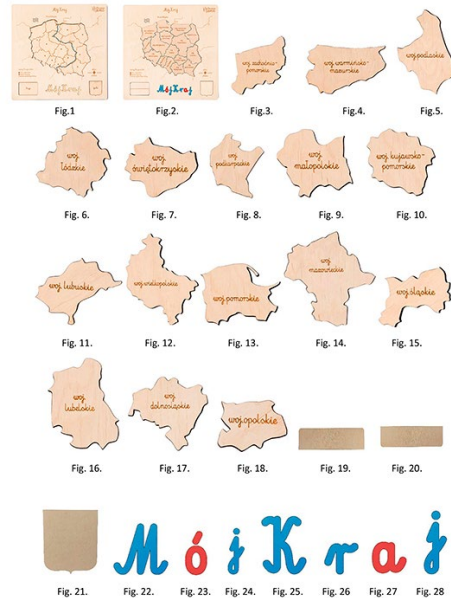 Mój Kraj
Mój Kraj
MójKraj
MójKraj
Fig.1
Fig.2.
woj. zachodnio-
pomorskie
Fig.3.
woj. warmińsko-
mazurskie
Fig.4.
woj. podlaskie
Fig.5.
woj.
łódzkie
Fig. 6.
woj.
świętokrzyskie
Fig. 7.
woj.
podkarpackie
Fig. 8.
woj.
małopolskie
Fig. 9.
woj. kujawsko-
pomorskie
Fig. 10.
woj. lubuskie
Fig. 11.
woj. wielkopolskie
Fig. 12.
woj. pomorskie
Fig. 13.
woj.
mazowieckie
Fig. 14.
woj. śląskie
Fig. 15.
woj.
lubelskie
Fig. 16.
woj.
dolnośląskie
Fig. 17.
woj. opolskie
Fig. 18.
Fig. 19.
Fig. 20.
M ó j K r a j
Fig. 21.
Fig. 22.
Fig. 23.
Fig. 24.
Fig. 25.
Fig. 26
Fig. 27
Fig. 28